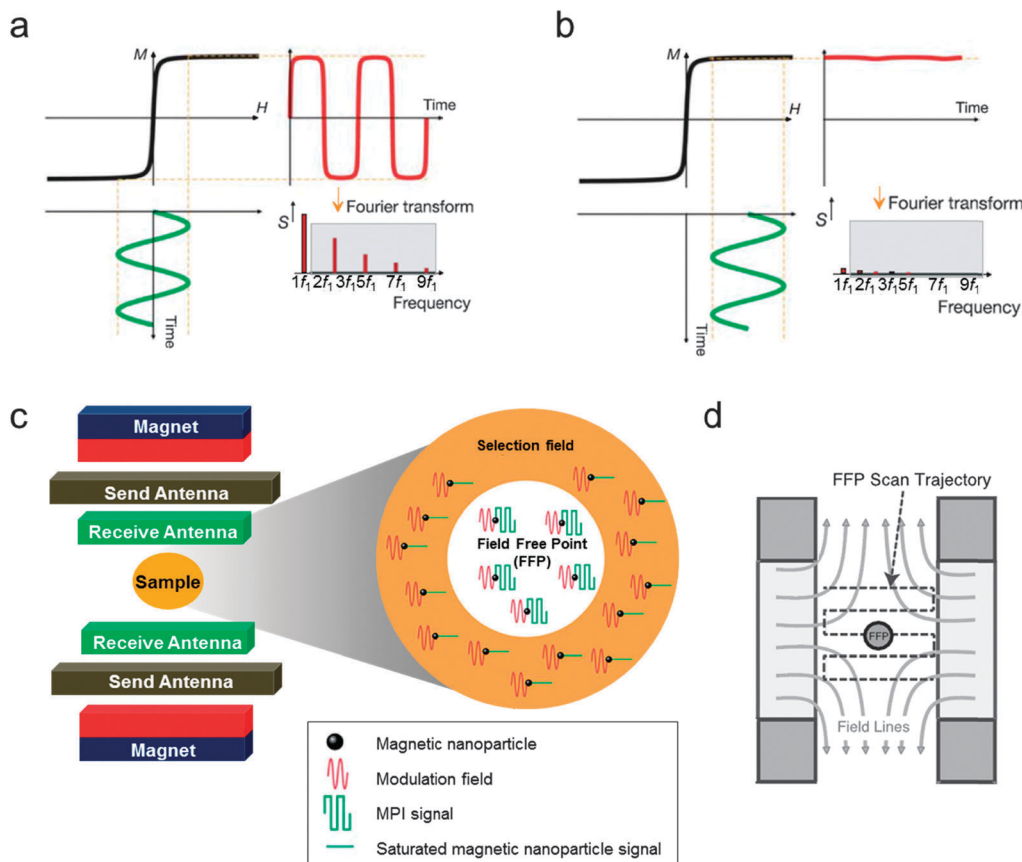 a
M
H
Time
Fourier transform
S
1f₁ 2f₁ 3f₁ 5f₁ 7f₁ 9f₁
Frequency
Time
b
M
H
Time
Fourier transform
S
1f₁ 2f₁ 3f₁ 5f₁ 7f₁ 9f₁
Frequency
Time
c
Magnet
Send Antenna
Receive Antenna
Sample
Receive Antenna
Send Antenna
Magnet
Selection field
Field Free Point
(FFP)
Magnetic nanoparticle
Modulation field
MPI signal
Saturated magnetic nanoparticle signal
d
FFP Scan Trajectory
FFP
Field Lines